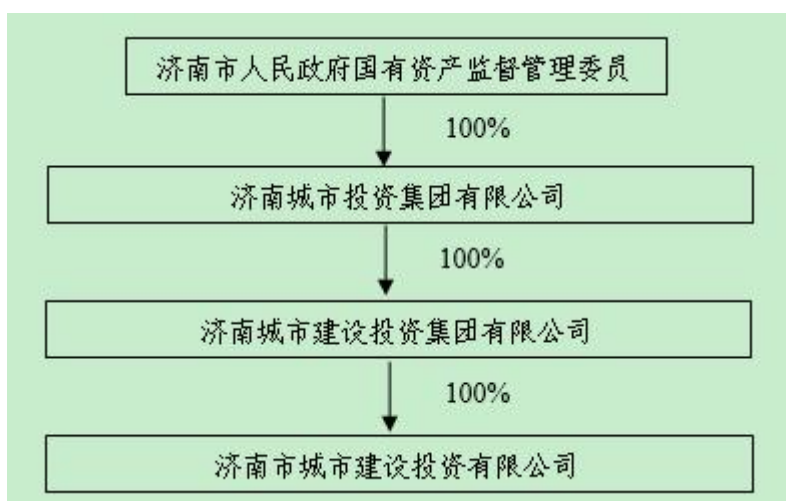 济南市人民政府国有资产监督管理委员
100%
济南城市投资集团有限公司
100%
济南城市建设投资集团有限公司
100%
济南市城市建设投资有限公司